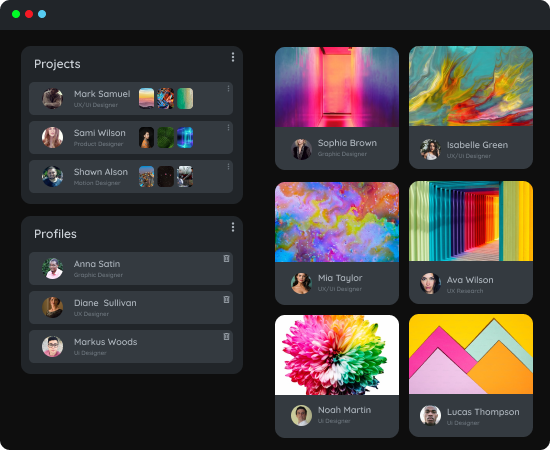 Projects
Mark Samuel
UX/Ui Designer
Sami Wilson
Product Designer
Shawn Alson
Motion Designer
Profiles
Anna Satin
Graphic Designer
Diane Sullivan
UX Designer
Markus Woods
Ui Designer
Sophia Brown
Graphic Designer
Isabelle Green
UX/Ui Designer
Mia Taylor
UX/Ui Designer
Ava Wilson
UX Research
Noah Martin
Ui Designer
Lucas Thompson
Ui Designer